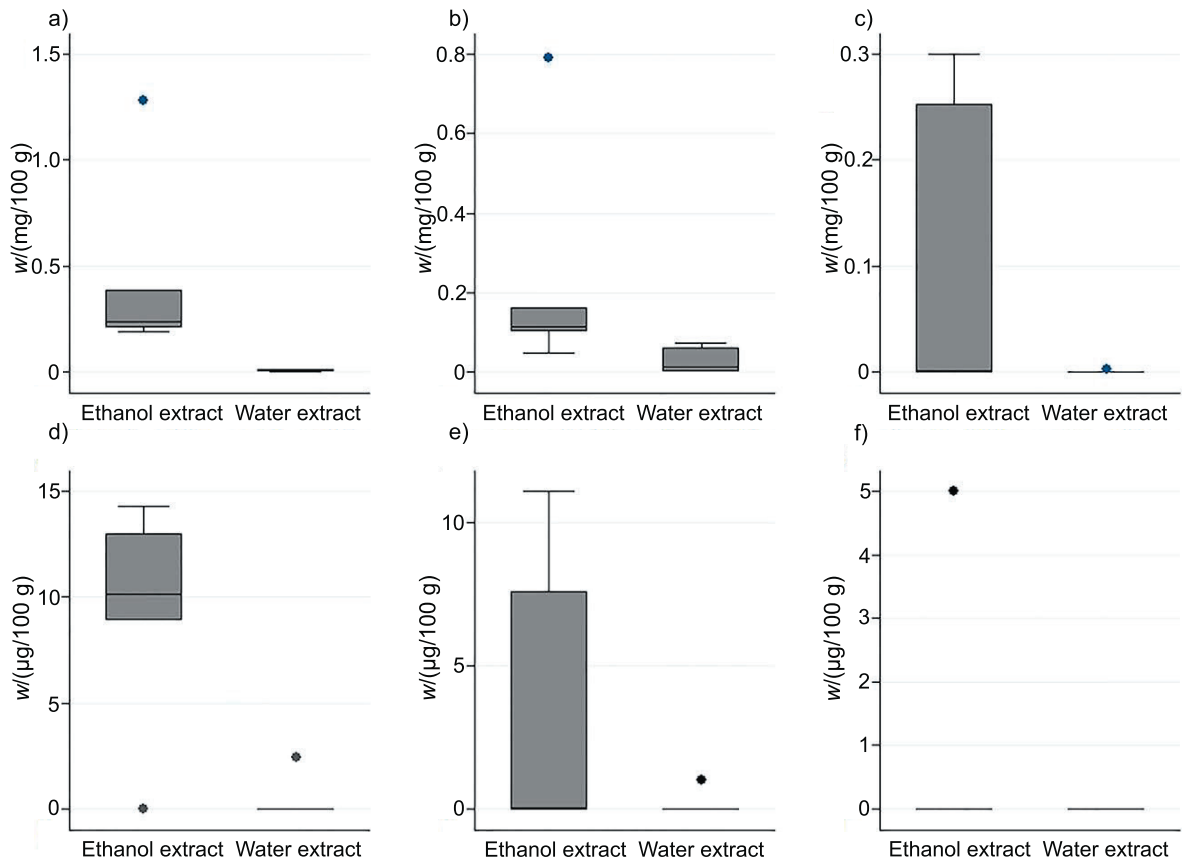 a)
1.5
1.0
0.5
0
w/(mg/100 g)
Ethanol extract Water extract
b)
0.8
0.6
0.4
0.2
0
w/(mg/100 g)
Ethanol extract Water extract
c)
0.3
0.2
0.1
0
w/(mg/100 g)
Ethanol extract Water extract
d)
15
10
5
0
w/(µg/100 g)
Ethanol extract Water extract
e)
10
5
0
w/(µg/100 g)
Ethanol extract Water extract
f)
5
4
3
2
1
0
w/(µg/100 g)
Ethanol extract Water extract